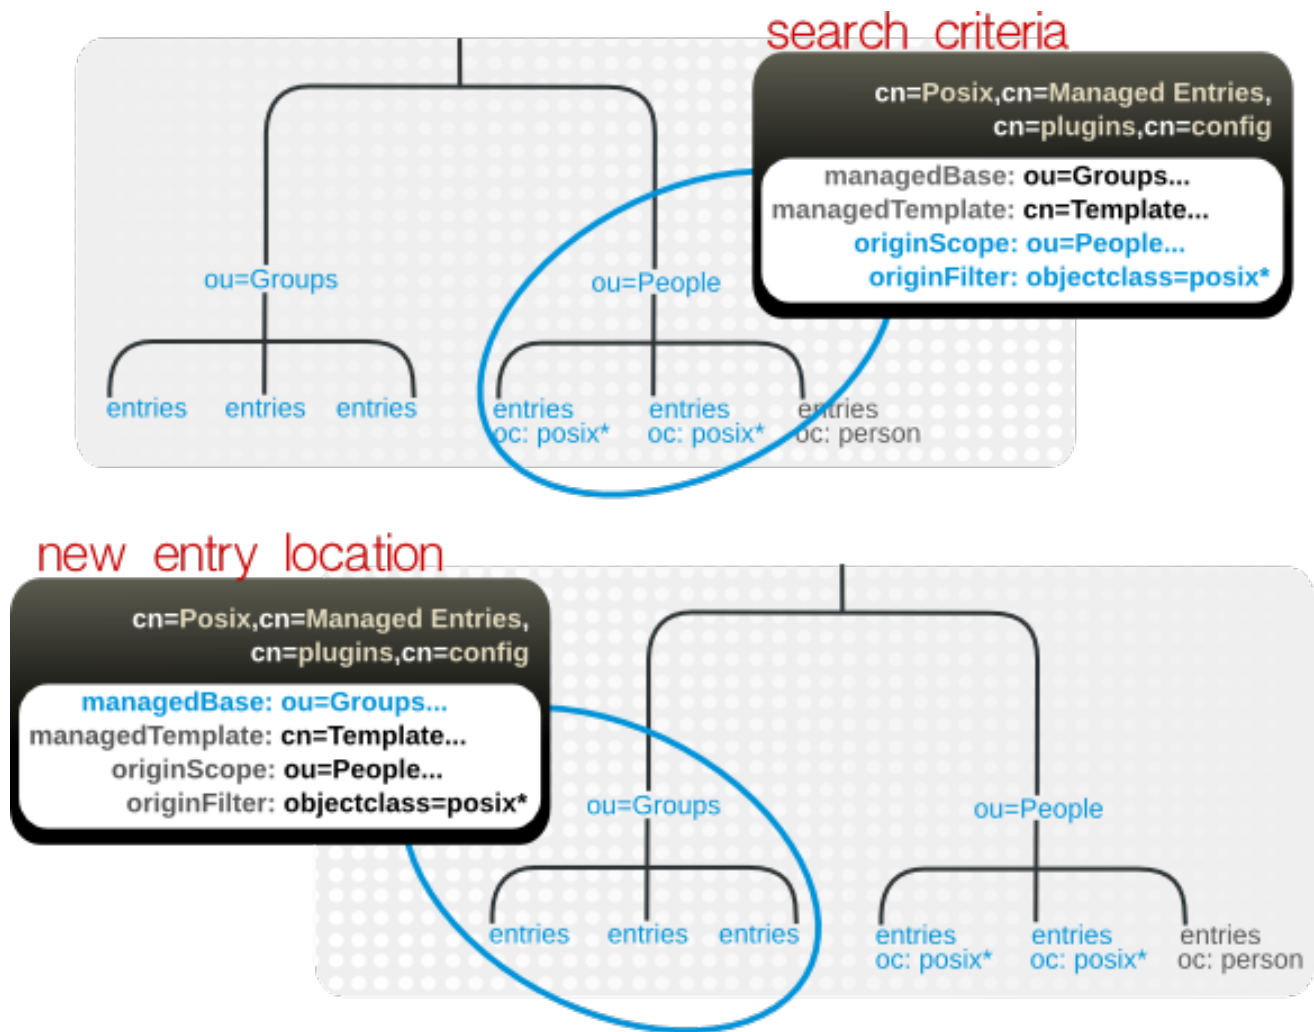 search criteria
cn=Posix,cn=Managed Entries,
cn=plugins,cn=config
managedBase: ou=Groups...
managedTemplate: cn=Template...
originScope: ou=People...
originFilter: objectclass=posix*
ou=Groups
ou=People
entries
entries
entries
entries
oc: posix*
entries
oc: posix*
entries
oc: person
new entry location
cn=Posix,cn=Managed Entries,
cn=plugins,cn=config
managedBase: ou=Groups...
managedTemplate: cn=Template...
originScope: ou=People...
originFilter: objectclass=posix*
ou=Groups
ou=People
entries
entries
entries
entries
oc: posix*
entries
oc: posix*
entries
oc: person